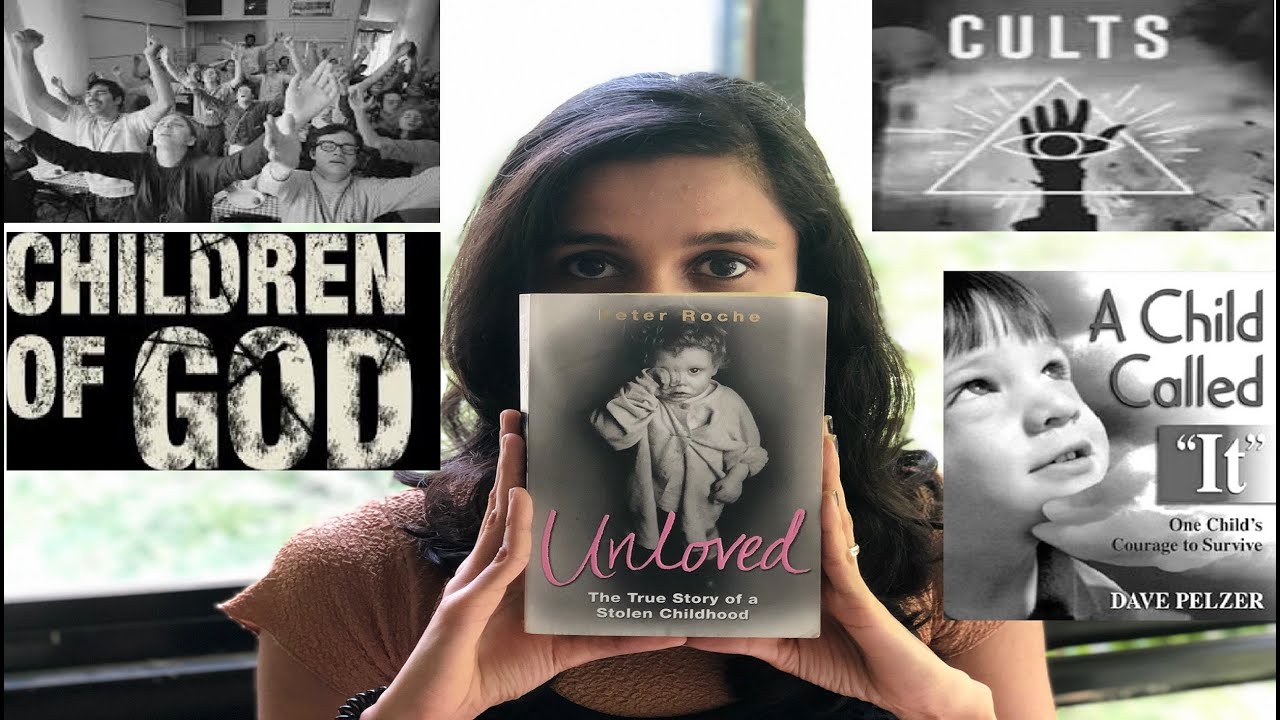 CULTS
CHILDREN
OF GOD
Peter Roche
Unloved
The True Story of a
Stolen Childhood
A Child
Called
"It"
One Child's
Courage to Survive
DAVE PELZER